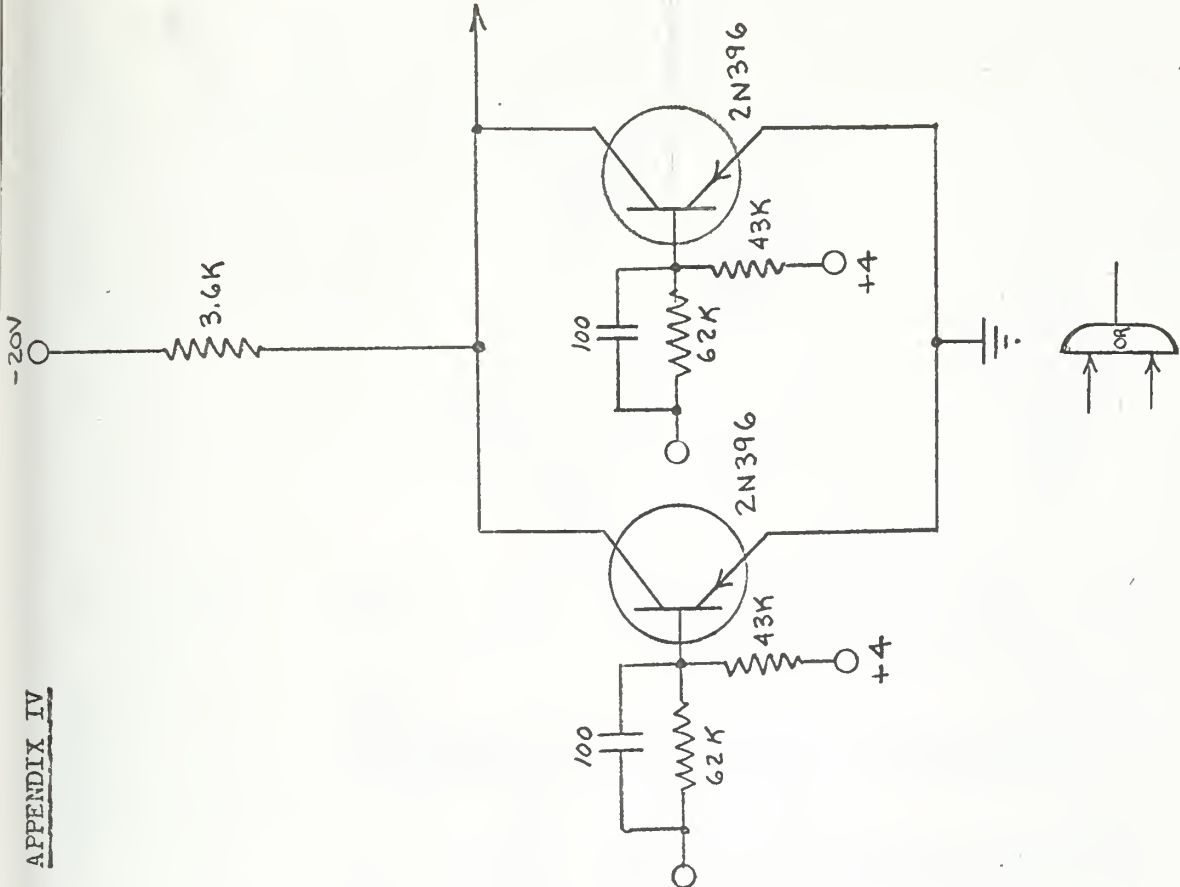 APPENDIX IV
-20V
3.6K
100
62K
43K
+4
2N396
100
62K
43K
+4
2N396
OR